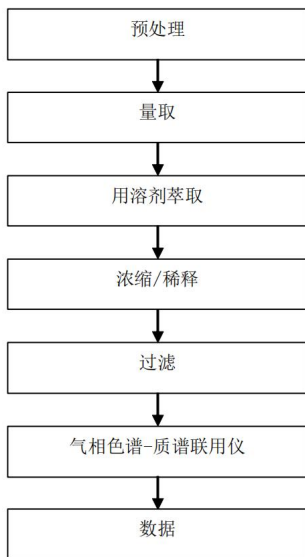 预处理
量取
用溶剂萃取
浓缩/稀释
过滤
气相色谱-质谱联用仪
数据